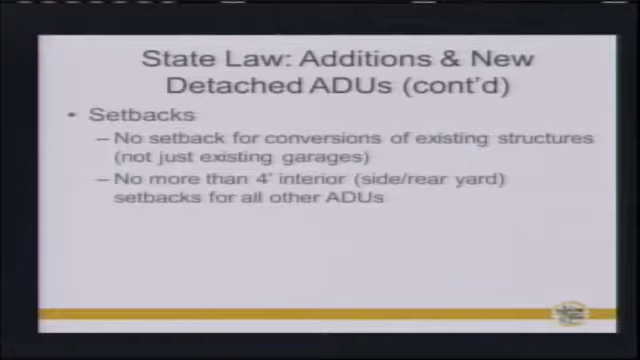 State Law: Additions & New
Detached ADUs (cont'd)
• Setbacks
– No setback for conversions of existing structures
(not just existing garages)
– No more than 4' interior (side/rear yard)
setbacks for all other ADUs